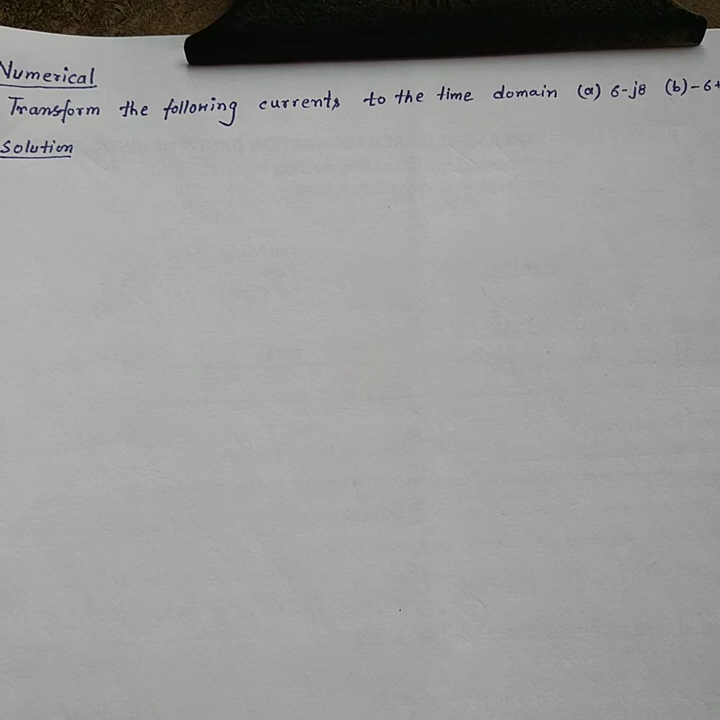 Numerical
Transform the following currents to the time domain (a) 6-j8 (b)-6+
Solution